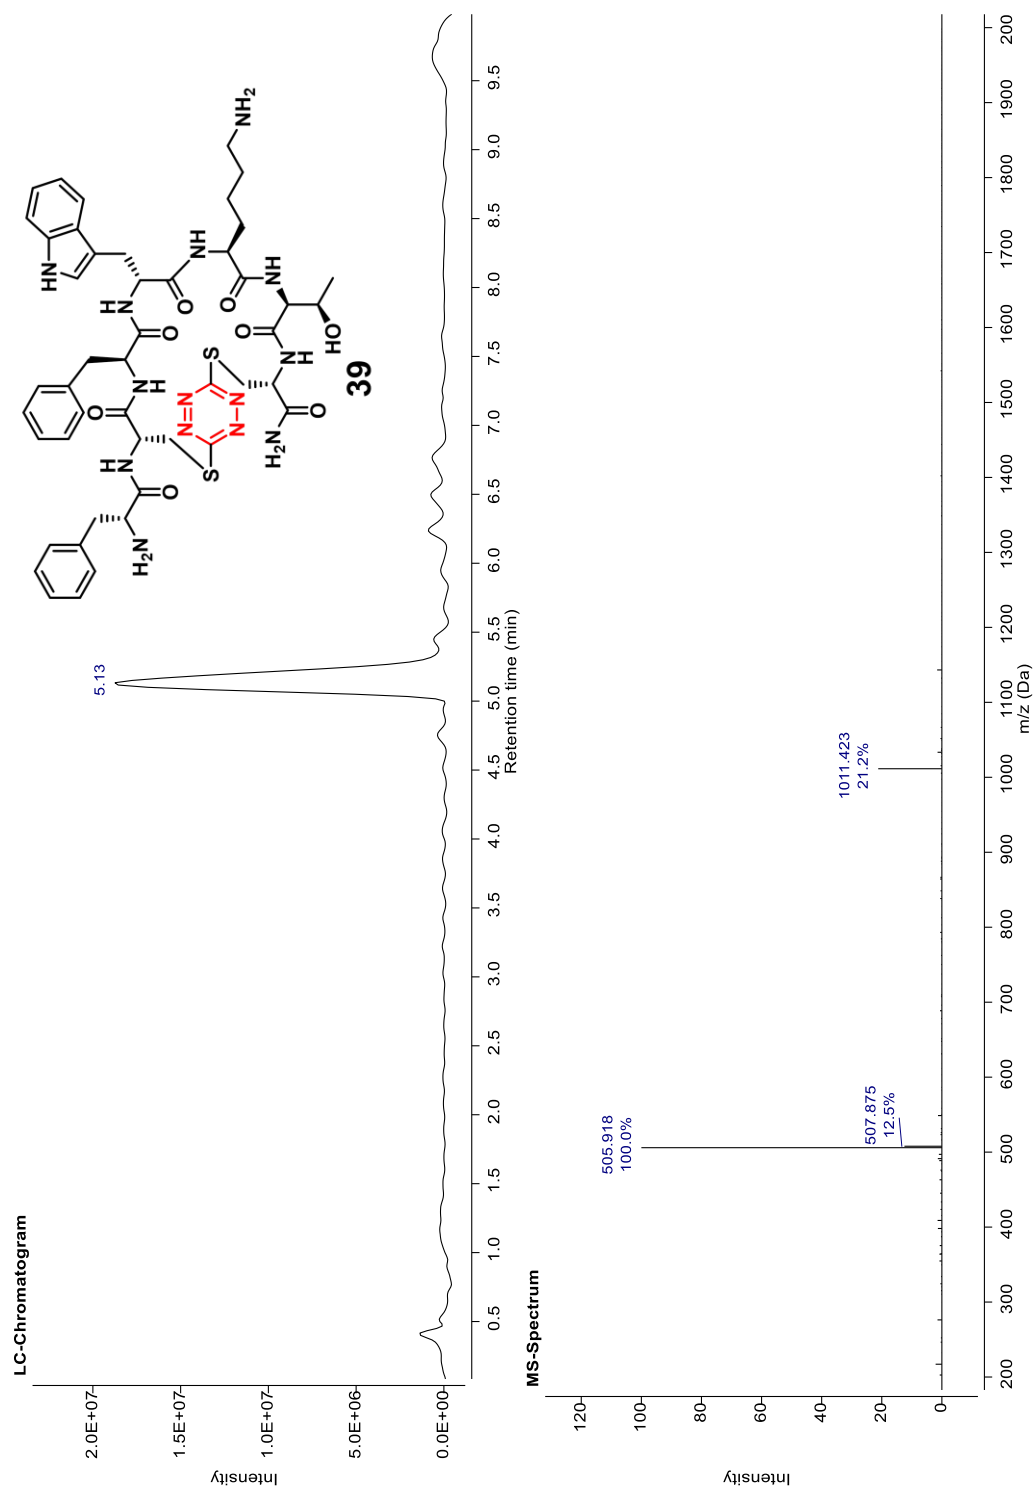 LC-Chromatogram
Intensity
2.0E+07
1.5E+07
1.0E+07
5.0E+06
0.0E+00
5.13
0.5 1.0 1.5 2.0 2.5 3.0 3.5 4.0 4.5 5.0 5.5 6.0 6.5 7.0 7.5 8.0 8.5 9.0 9.5
Retention time (min)
HN
H
N
O
N
H
O
NH
NH2
O
NH
O
HO
O
N
H
S
N N
N N
S
O
N
H
H2N
O
H
N
O
H2N
39
MS-Spectrum
Intensity
120
100
80
60
40
20
0
505.918
100.0%
507.875
12.5%
1011.423
21.2%
200 300 400 500 600 700 800 900 1000 1100 1200 1300 1400 1500 1600 1700 1800 1900 200
m/z (Da)